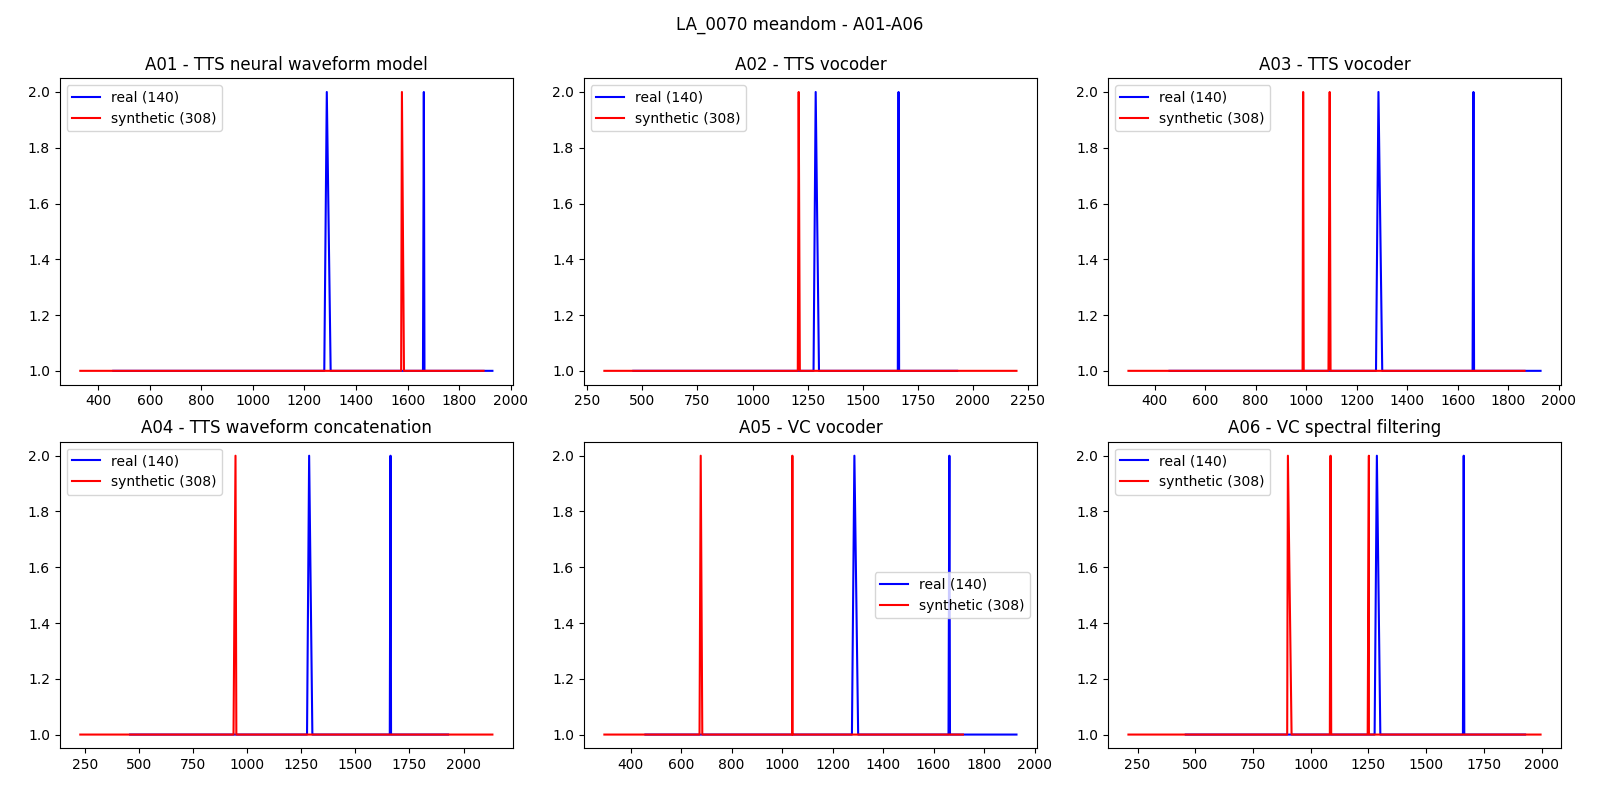 LA_0070 meandom - A01-A06
A01 - TTS neural waveform model
2.0
1.8
1.6
1.4
1.2
1.0
real (140)
synthetic (308)
400 600 800 1000 1200 1400 1600 1800 2000
A02 - TTS vocoder
2.0
1.8
1.6
1.4
1.2
1.0
real (140)
synthetic (308)
250 500 750 1000 1250 1500 1750 2000 2250
A03 - TTS vocoder
2.0
1.8
1.6
1.4
1.2
1.0
real (140)
synthetic (308)
400 600 800 1000 1200 1400 1600 1800 2000
A04 - TTS waveform concatenation
2.0
1.8
1.6
1.4
1.2
1.0
real (140)
synthetic (308)
250 500 750 1000 1250 1500 1750 2000
A05 - VC vocoder
2.0
1.8
1.6
1.4
1.2
1.0
real (140)
synthetic (308)
400 600 800 1000 1200 1400 1600 1800 2000
A06 - VC spectral filtering
2.0
1.8
1.6
1.4
1.2
1.0
real (140)
synthetic (308)
250 500 750 1000 1250 1500 1750 2000